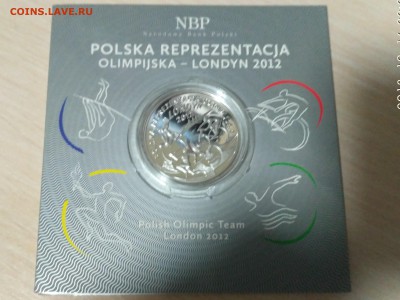 COINS.LAVE.RU
NBP
Narodowy Bank Polski
POLSKA REPREZENTACJA
OLIMPIJSKA – LONDYN 2012
Polish Olympic Team
London 2012